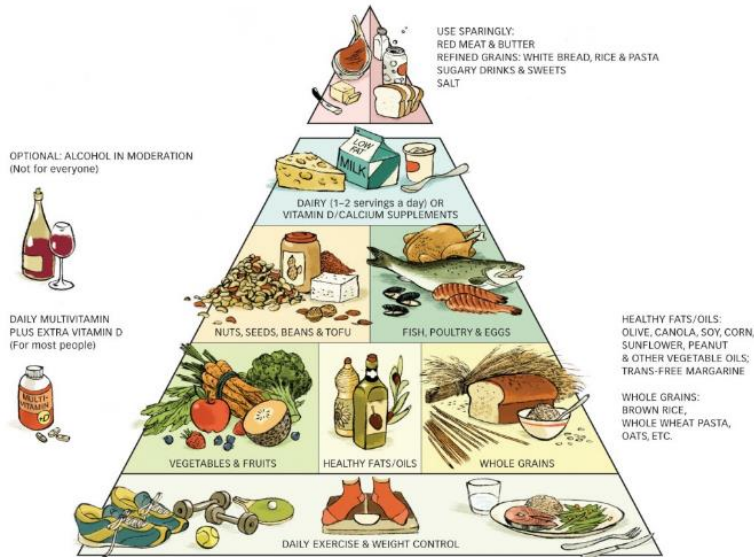 USE SPARINGLY:
RED MEAT & BUTTER
REFINED GRAINS: WHITE BREAD, RICE & PASTA
SUGARY DRINKS & SWEETS
SALT
OPTIONAL: ALCOHOL IN MODERATION
(Not for everyone)
LOW
FAT
MILK
DAIRY (1–2 servings a day) OR
VITAMIN D/CALCIUM SUPPLEMENTS
DAILY MULTIVITAMIN
PLUS EXTRA VITAMIN D
(For most people)
MULTI-
VITAMIN
+D
NUTS, SEEDS, BEANS & TOFU
FISH, POULTRY & EGGS
HEALTHY FATS/OILS:
OLIVE, CANOLA, SOY, CORN,
SUNFLOWER, PEANUT
& OTHER VEGETABLE OILS;
TRANS-FREE MARGARINE
WHOLE GRAINS:
BROWN RICE,
WHOLE WHEAT PASTA,
OATS, ETC.
VEGETABLES & FRUITS
HEALTHY FATS/OILS
WHOLE GRAINS
DAILY EXERCISE & WEIGHT CONTROL